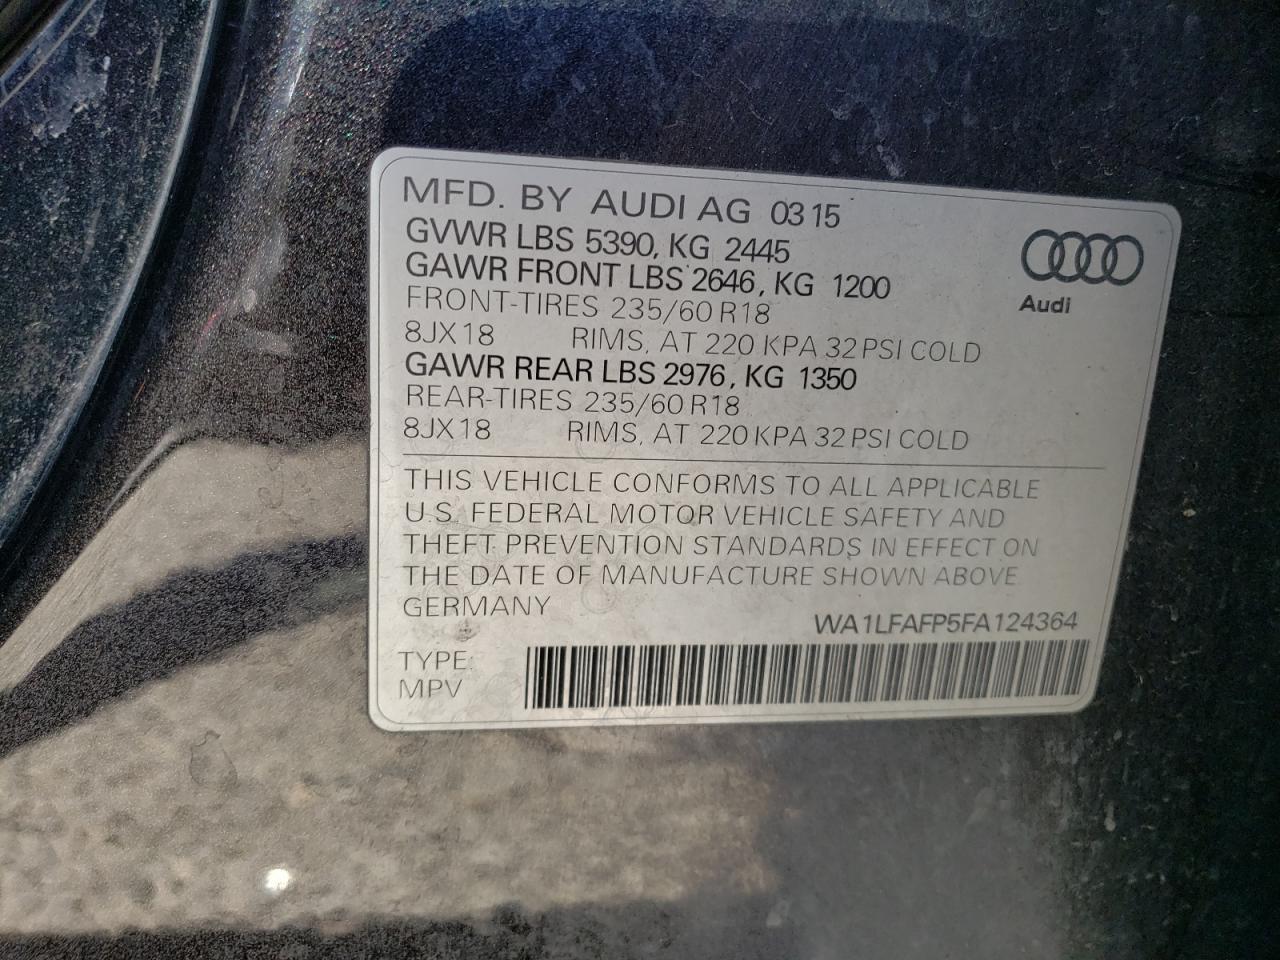 MFD. BY AUDI AG 03 15
GVWR LBS 5390, KG 2445
GAWR FRONT LBS 2646, KG 1200
FRONT-TIRES 235/60 R18
8JX18 RIMS, AT 220 KPA 32 PSI COLD
GAWR REAR LBS 2976, KG 1350
REAR-TIRES 235/60 R18
8JX18 RIMS, AT 220 KPA 32 PSI COLD
Audi
THIS VEHICLE CONFORMS TO ALL APPLICABLE
U.S. FEDERAL MOTOR VEHICLE SAFETY AND
THEFT PREVENTION STANDARDS IN EFFECT ON
THE DATE OF MANUFACTURE SHOWN ABOVE
GERMANY
WA1LFAFP5FA124364
TYPE:
MPV